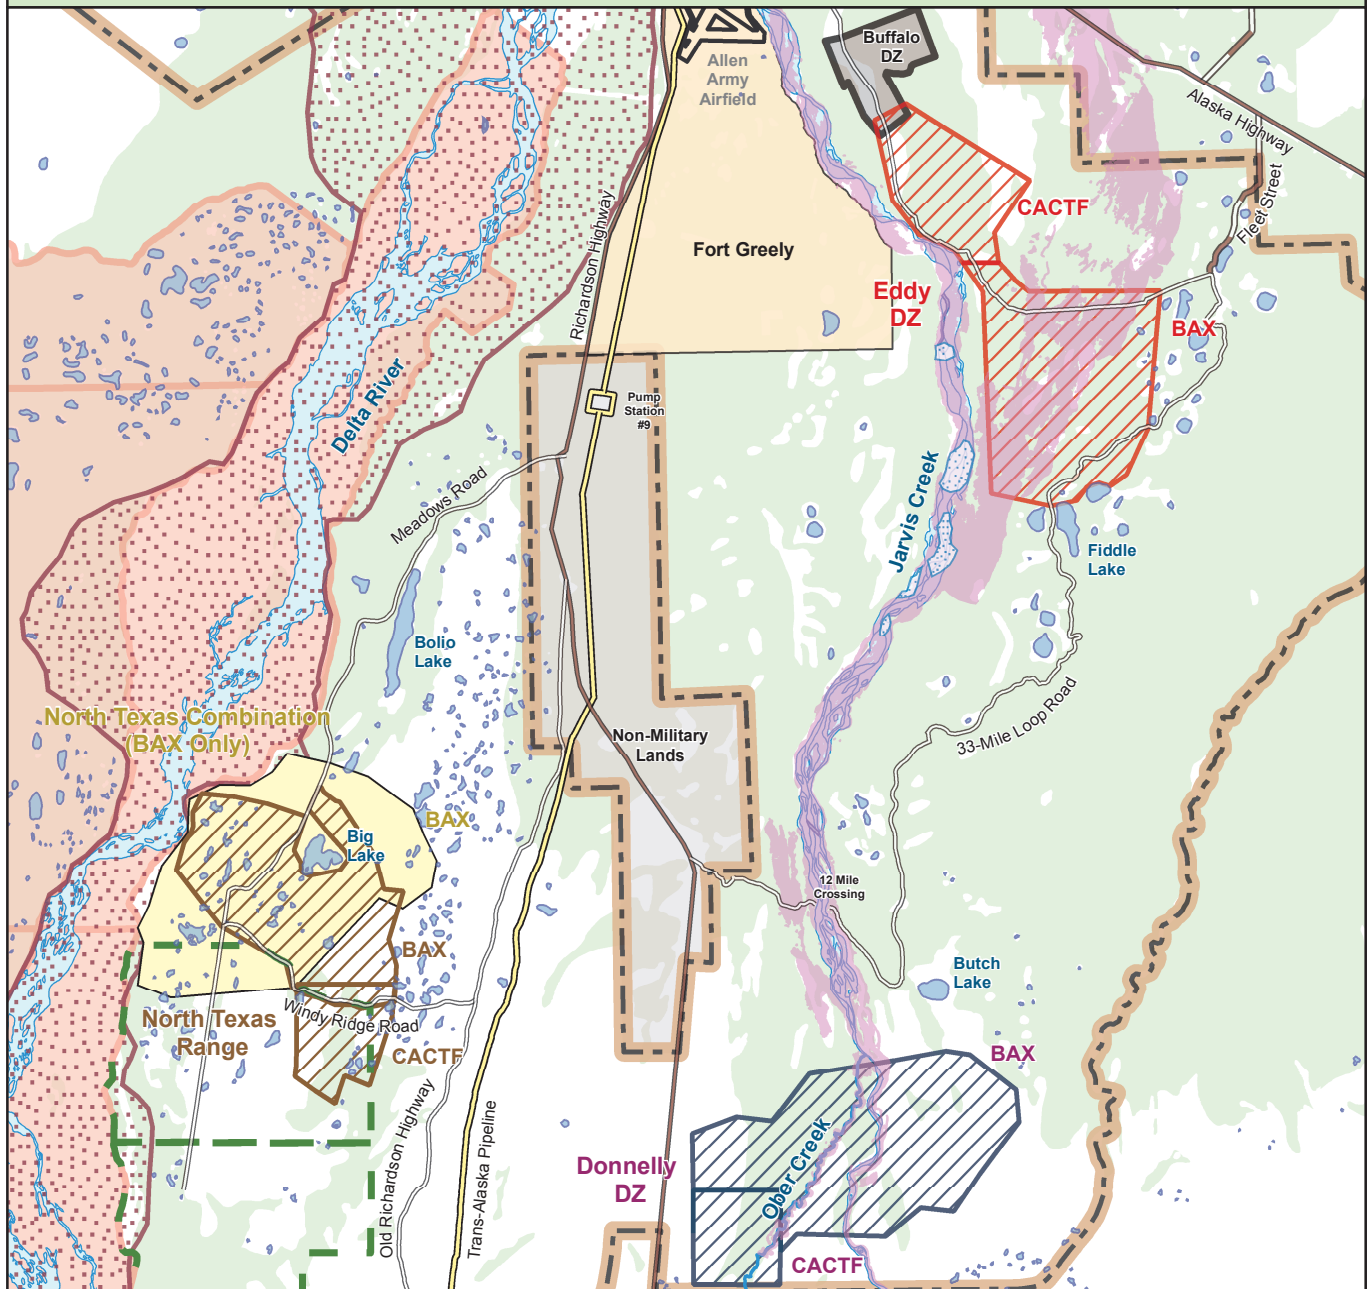 Buffalo
DZ
Allen
Army
Airfield
Alaska Highway
CACTF
Fleet Street
Richardson Highway
Fort Greely
Eddy
DZ
BAX
Delta River
Pump
Station
#9
Meadows Road
Jarvis Creek
Fiddle
Lake
Bolio
Lake
North Texas Combination
(BAX Only)
33-Mile Loop Road
Non-Military
Lands
BAX
Big
Lake
12 Mile
Crossing
BAX
Butch
Lake
Windy Ridge Road
North Texas
Range
CACTF
BAX
Old Richardson Highway
Trans-Alaska Pipeline
Ober Creek
Donnelly
DZ
CACTF